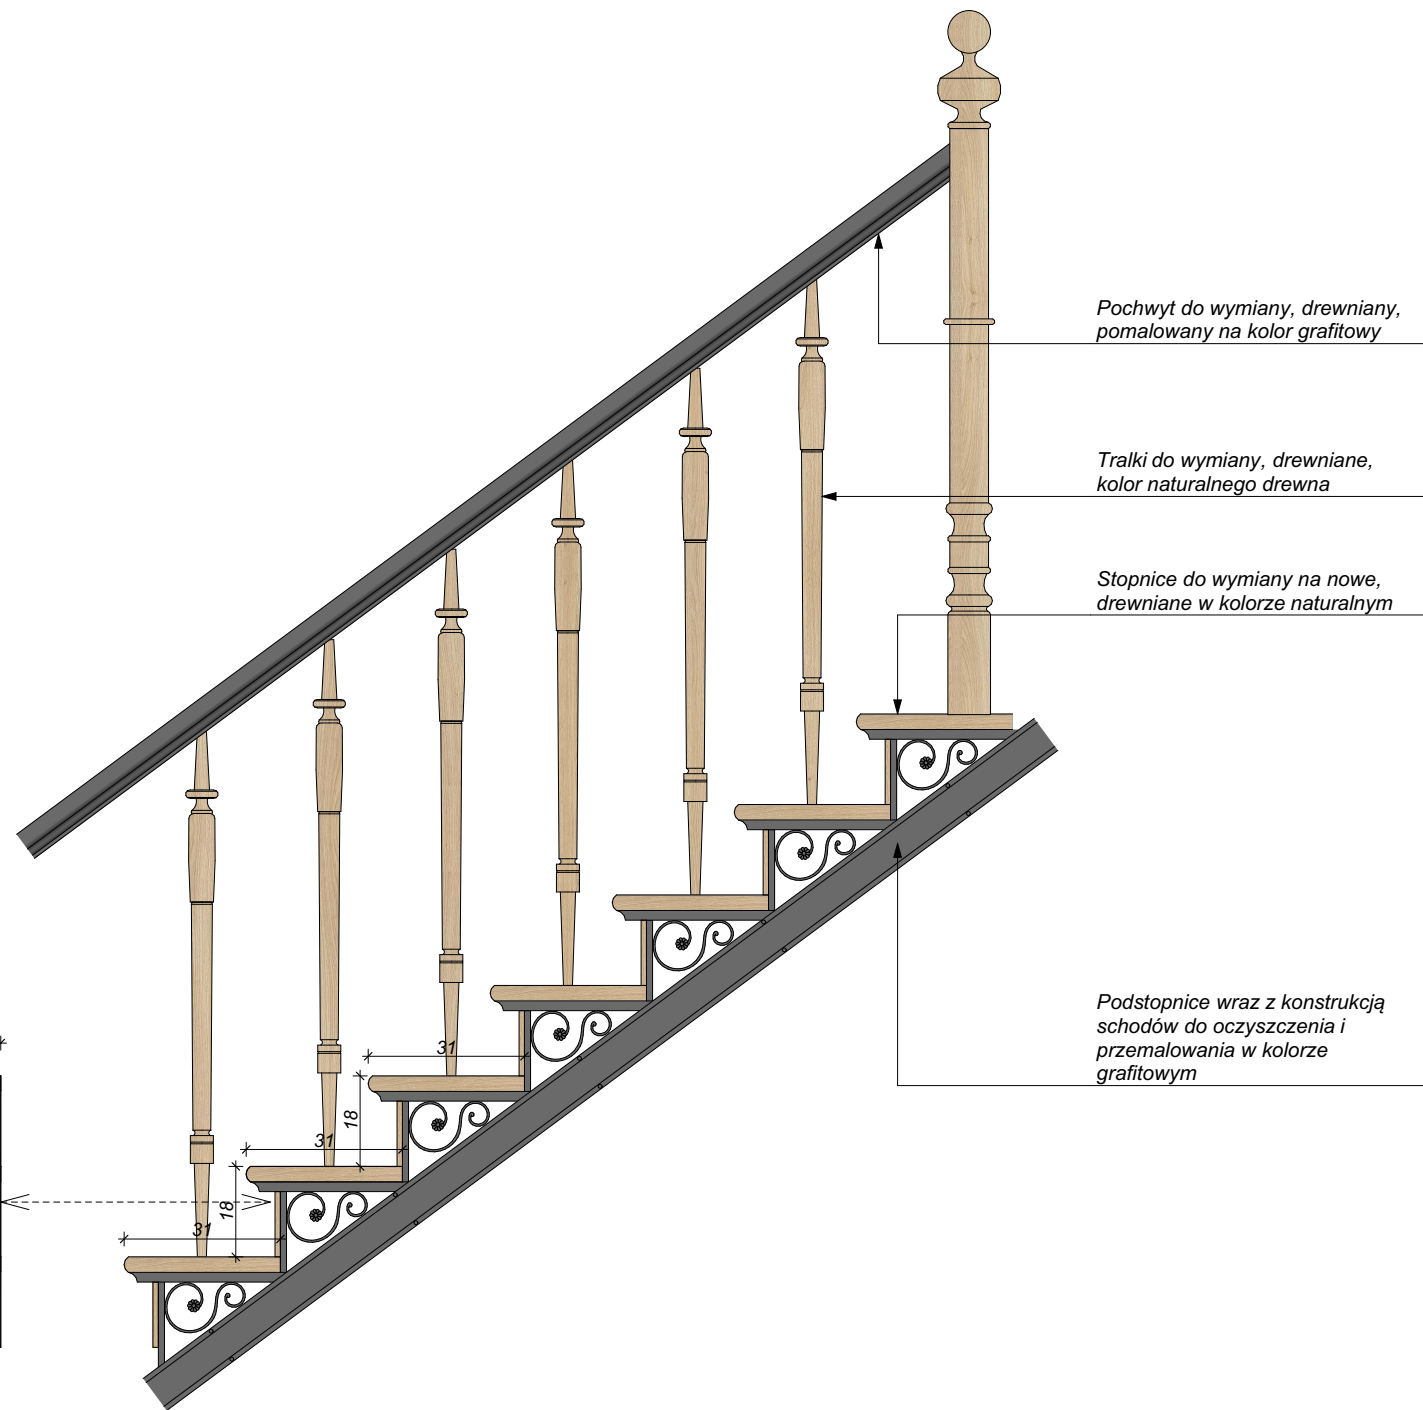 Pochwyt do wymiany, drewniany,
pomalowany na kolor grafitowy
Tralki do wymiany, drewniane,
kolor naturalnego drewna
Stopnice do wymiany na nowe,
drewniane w kolorze naturalnym
Podstopnice wraz z konstrukcją
schodów do oczyszczenia i
przemalowania w kolorze
grafitowym
31
18
31
18
31